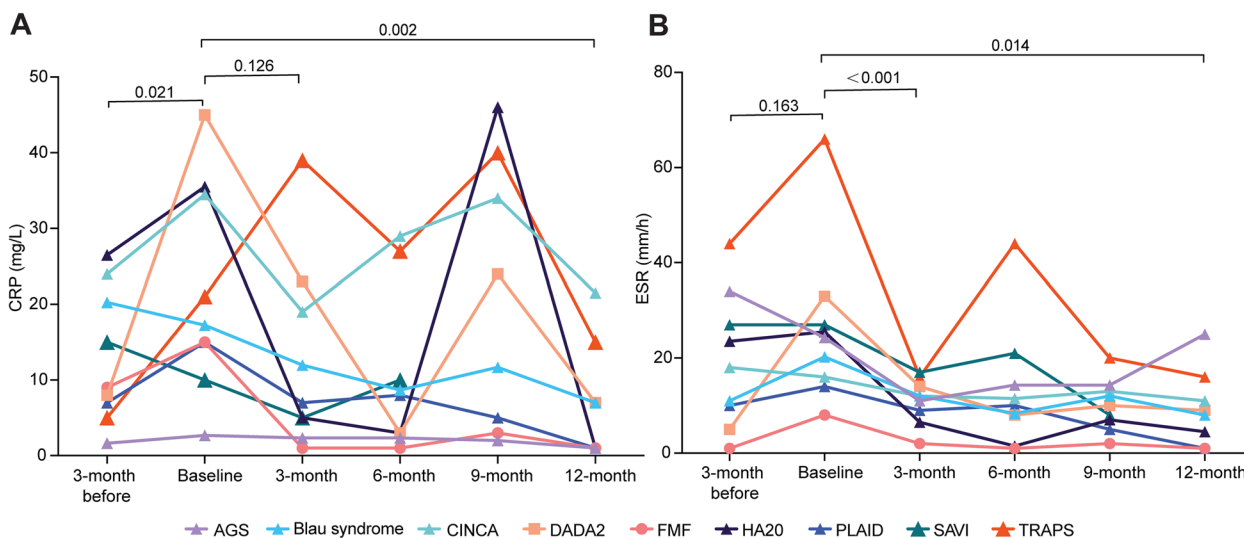 A
0.002
0.126
0.021
CRP (mg/L)
50
40
30
20
10
0
3-month
before
Baseline
3-month
6-month
9-month
12-month
B
0.014
<0.001
0.163
ESR (mm/h)
80
60
40
20
0
3-month
before
Baseline
3-month
6-month
9-month
12-month
AGS
Blau syndrome
CINCA
DADA2
FMF
HA20
PLAID
SAVI
TRAPS